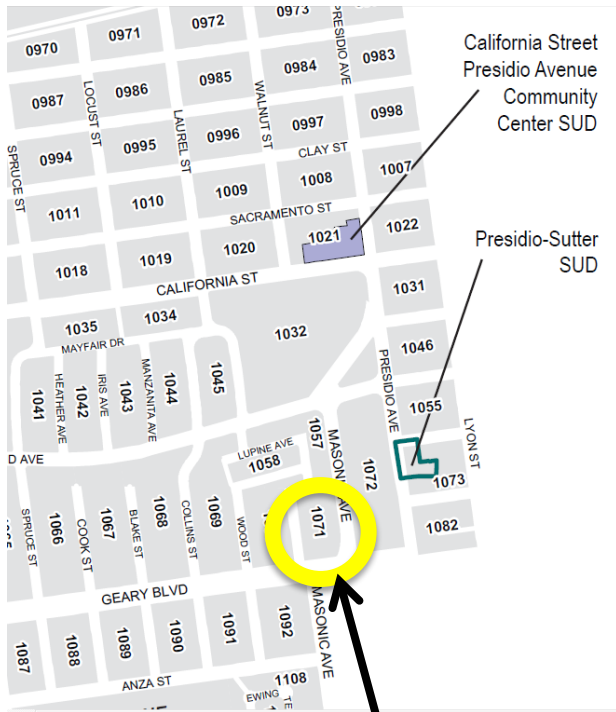 0970
0971
0972
0973
PRESIDIO AVE
0983
0984
0985
0986
0987
LOCUST ST
LAUREL ST
WALNUT ST
California Street
Presidio Avenue
Community
Center SUD
SPRUCE ST
0994
0995
0996
0997
0998
CLAY ST
1007
1008
1009
1010
1011
SACRAMENTO ST
1018
1019
1020
1021
1022
CALIFORNIA ST
Presidio-Sutter
SUD
1031
1032
1034
1035
MAYFAIR DR
1046
PRESIDIO AVE
1041
HEATHER AVE
1042
IRIS AVE
1043
MANZANITA AVE
1044
1045
1055
LYON ST
1057
MASONIC AVE
LUPINE AVE
1058
D AVE
1072
1073
1082
SPRUCE ST
1066
COOK ST
1067
BLAKE ST
1068
COLLINS ST
1069
WOOD ST
1071
GEARY BLVD
MASONIC AVE
1087
1088
1089
1090
1091
1092
ANZA ST
1108
EWING
TE